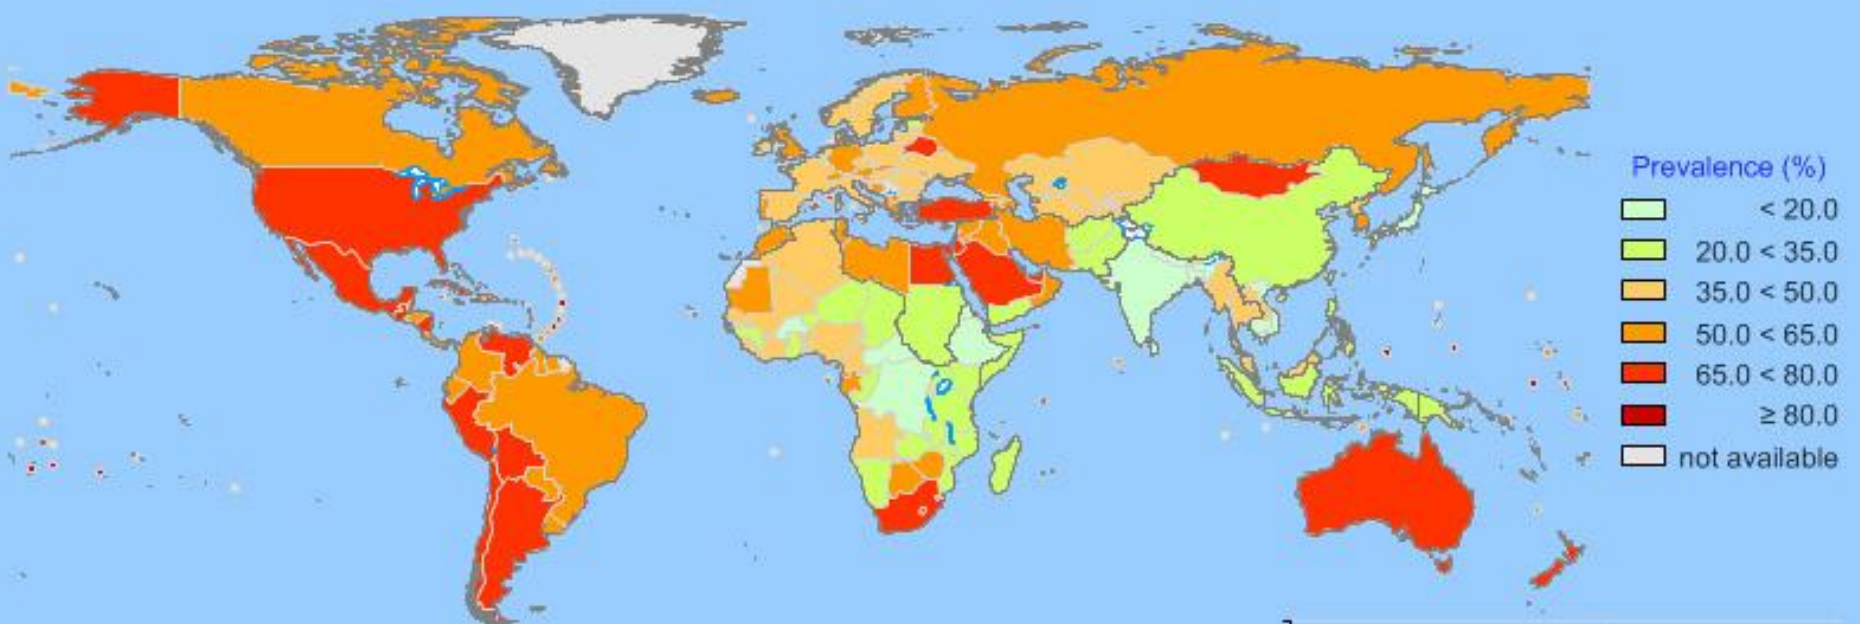 Prevalence (%)
< 20.0
20.0 < 35.0
35.0 < 50.0
50.0 < 65.0
65.0 < 80.0
≥ 80.0
not available